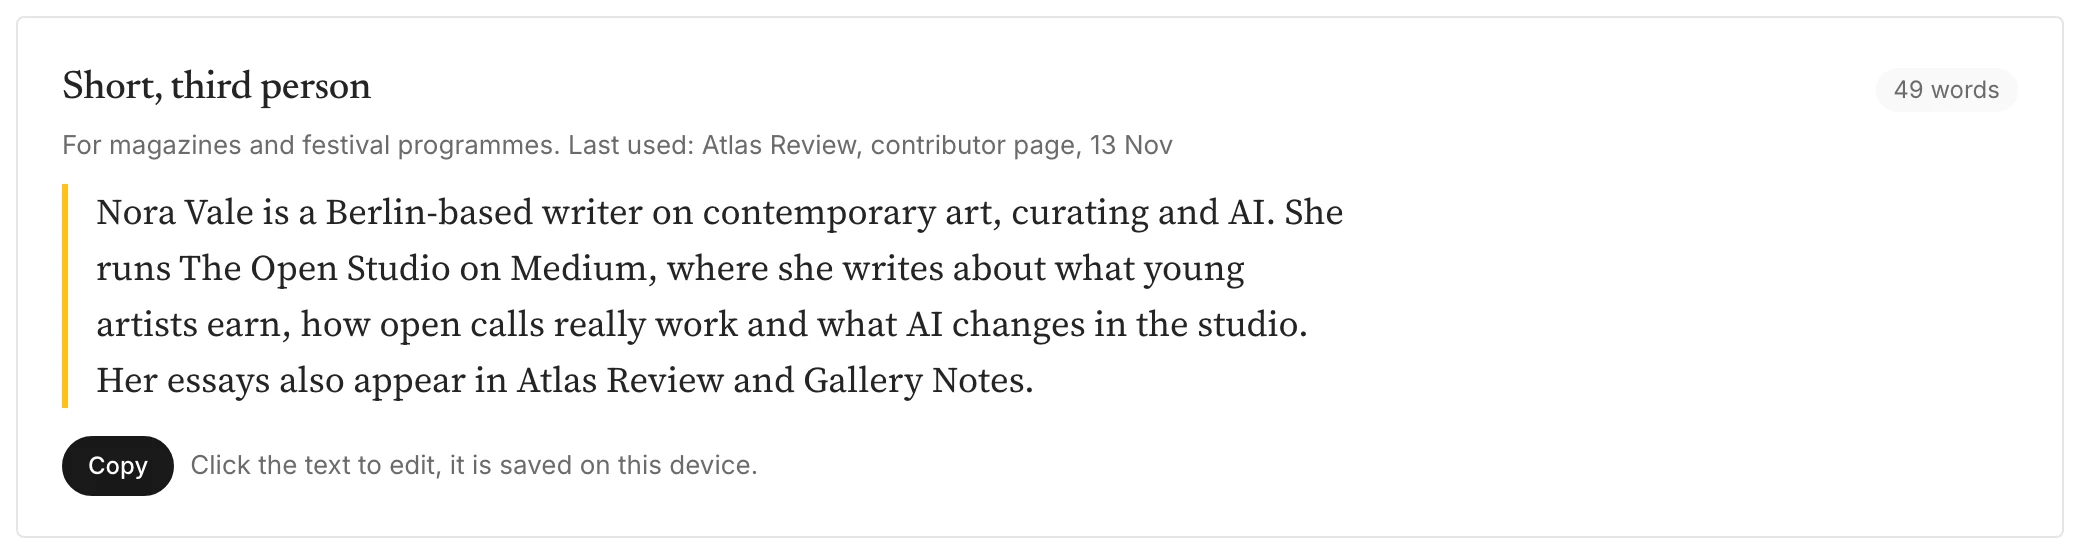 Short, third person
49 words
For magazines and festival programmes. Last used: Atlas Review, contributor page, 13 Nov
Nora Vale is a Berlin-based writer on contemporary art, curating and AI. She
runs The Open Studio on Medium, where she writes about what young
artists earn, how open calls really work and what AI changes in the studio.
Her essays also appear in Atlas Review and Gallery Notes.
Copy
Click the text to edit, it is saved on this device.